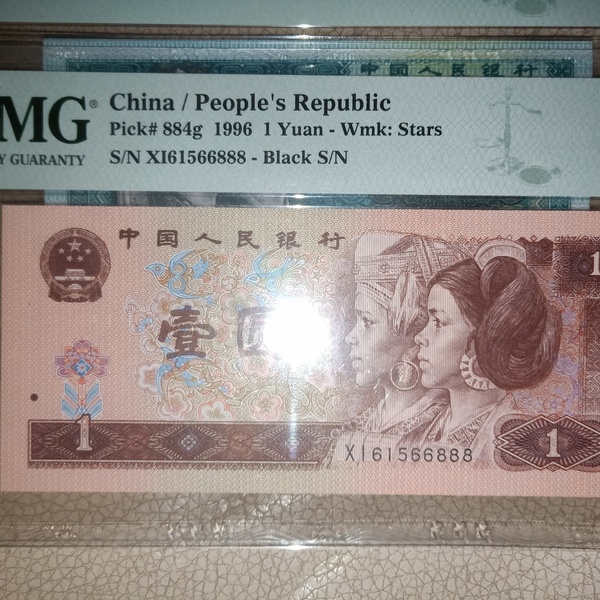 中国人民银行
MG®
China / People's Republic
Pick# 884g 1996 1 Yuan - Wmk: Stars
Y GUARANTY
S/N XI61566888 - Black S/N
中国人民银行
1
壹圆
1
XI61566888
1